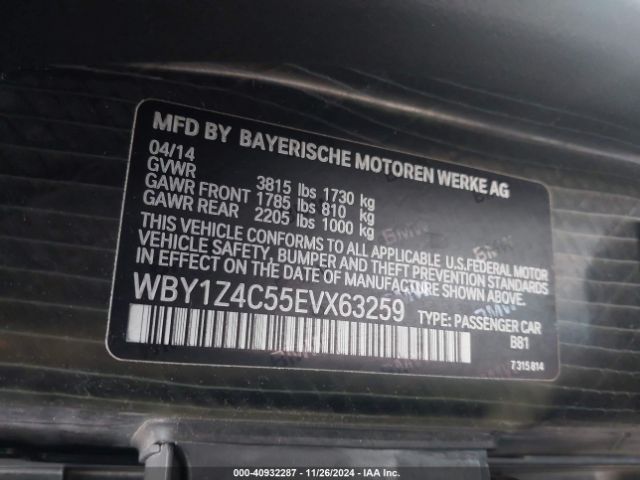 MFD BY BAYERISCHE MOTOREN WERKE AG
04/14
GVWR 3815 lbs 1730 kg
GAWR FRONT 1785 lbs 810 kg
GAWR REAR 2205 lbs 1000 kg
THIS VEHICLE CONFORMS TO ALL APPLICABLE U.S.FEDERAL MOTOR
VEHICLE SAFETY, BUMPER AND THEFT PREVENTION STANDARDS
IN EFFECT ON THE DATE OF MANUFACTURE SHOWN ABOVE.
WBY1Z4C55EVX63259 TYPE: PASSENGER CAR
B81
7315814
000-40932287 - 11/26/2024 - IAA Inc.